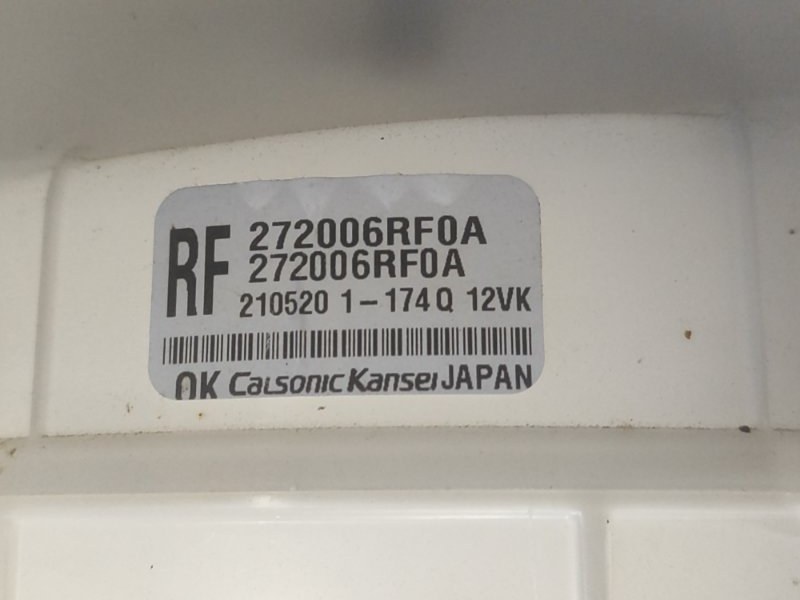 RF 272006RF0A
272006RF0A
210520 1-174Q 12VK
OK CALSONIC KANSEI JAPAN